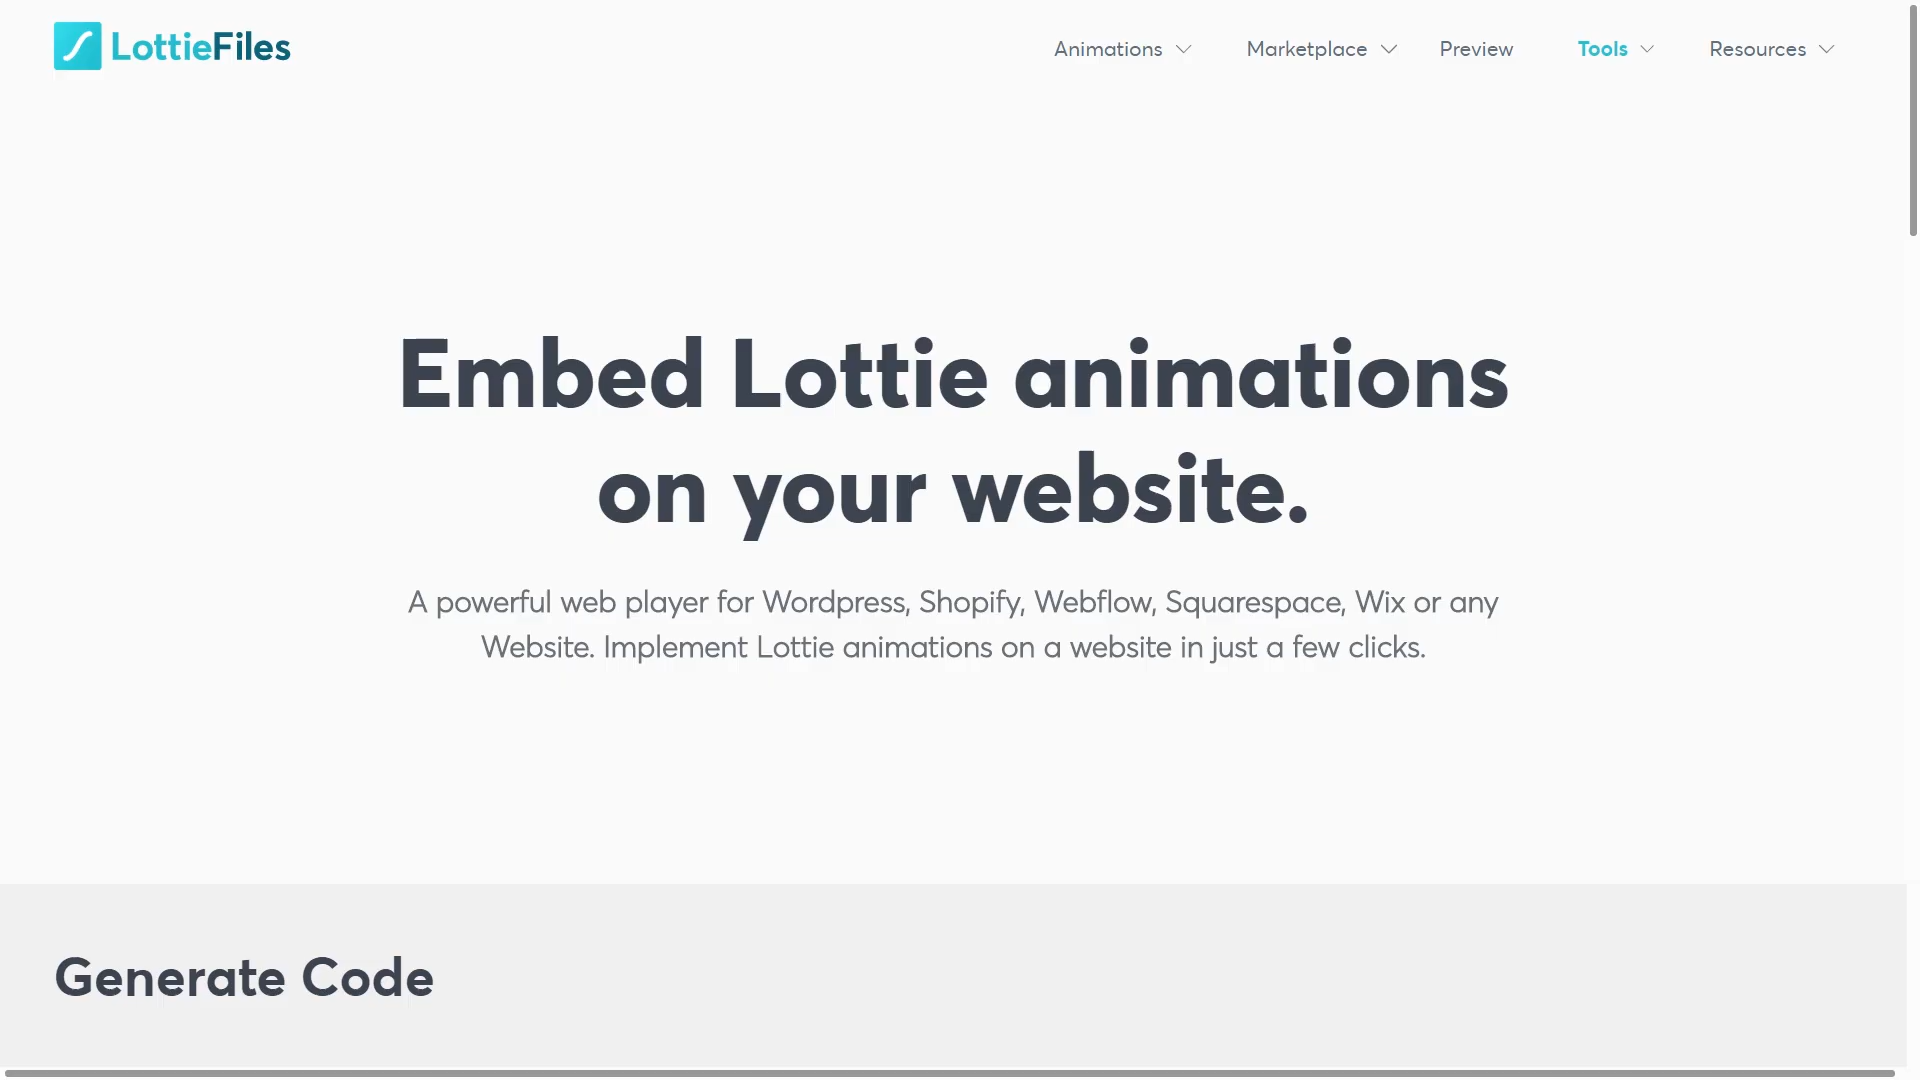 LottieFiles
Animations Marketplace Preview Tools Resources
Embed Lottie animations
on your website.
A powerful web player for Wordpress, Shopify, Webflow, Squarespace, Wix or any
Website. Implement Lottie animations on a website in just a few clicks.
Generate Code